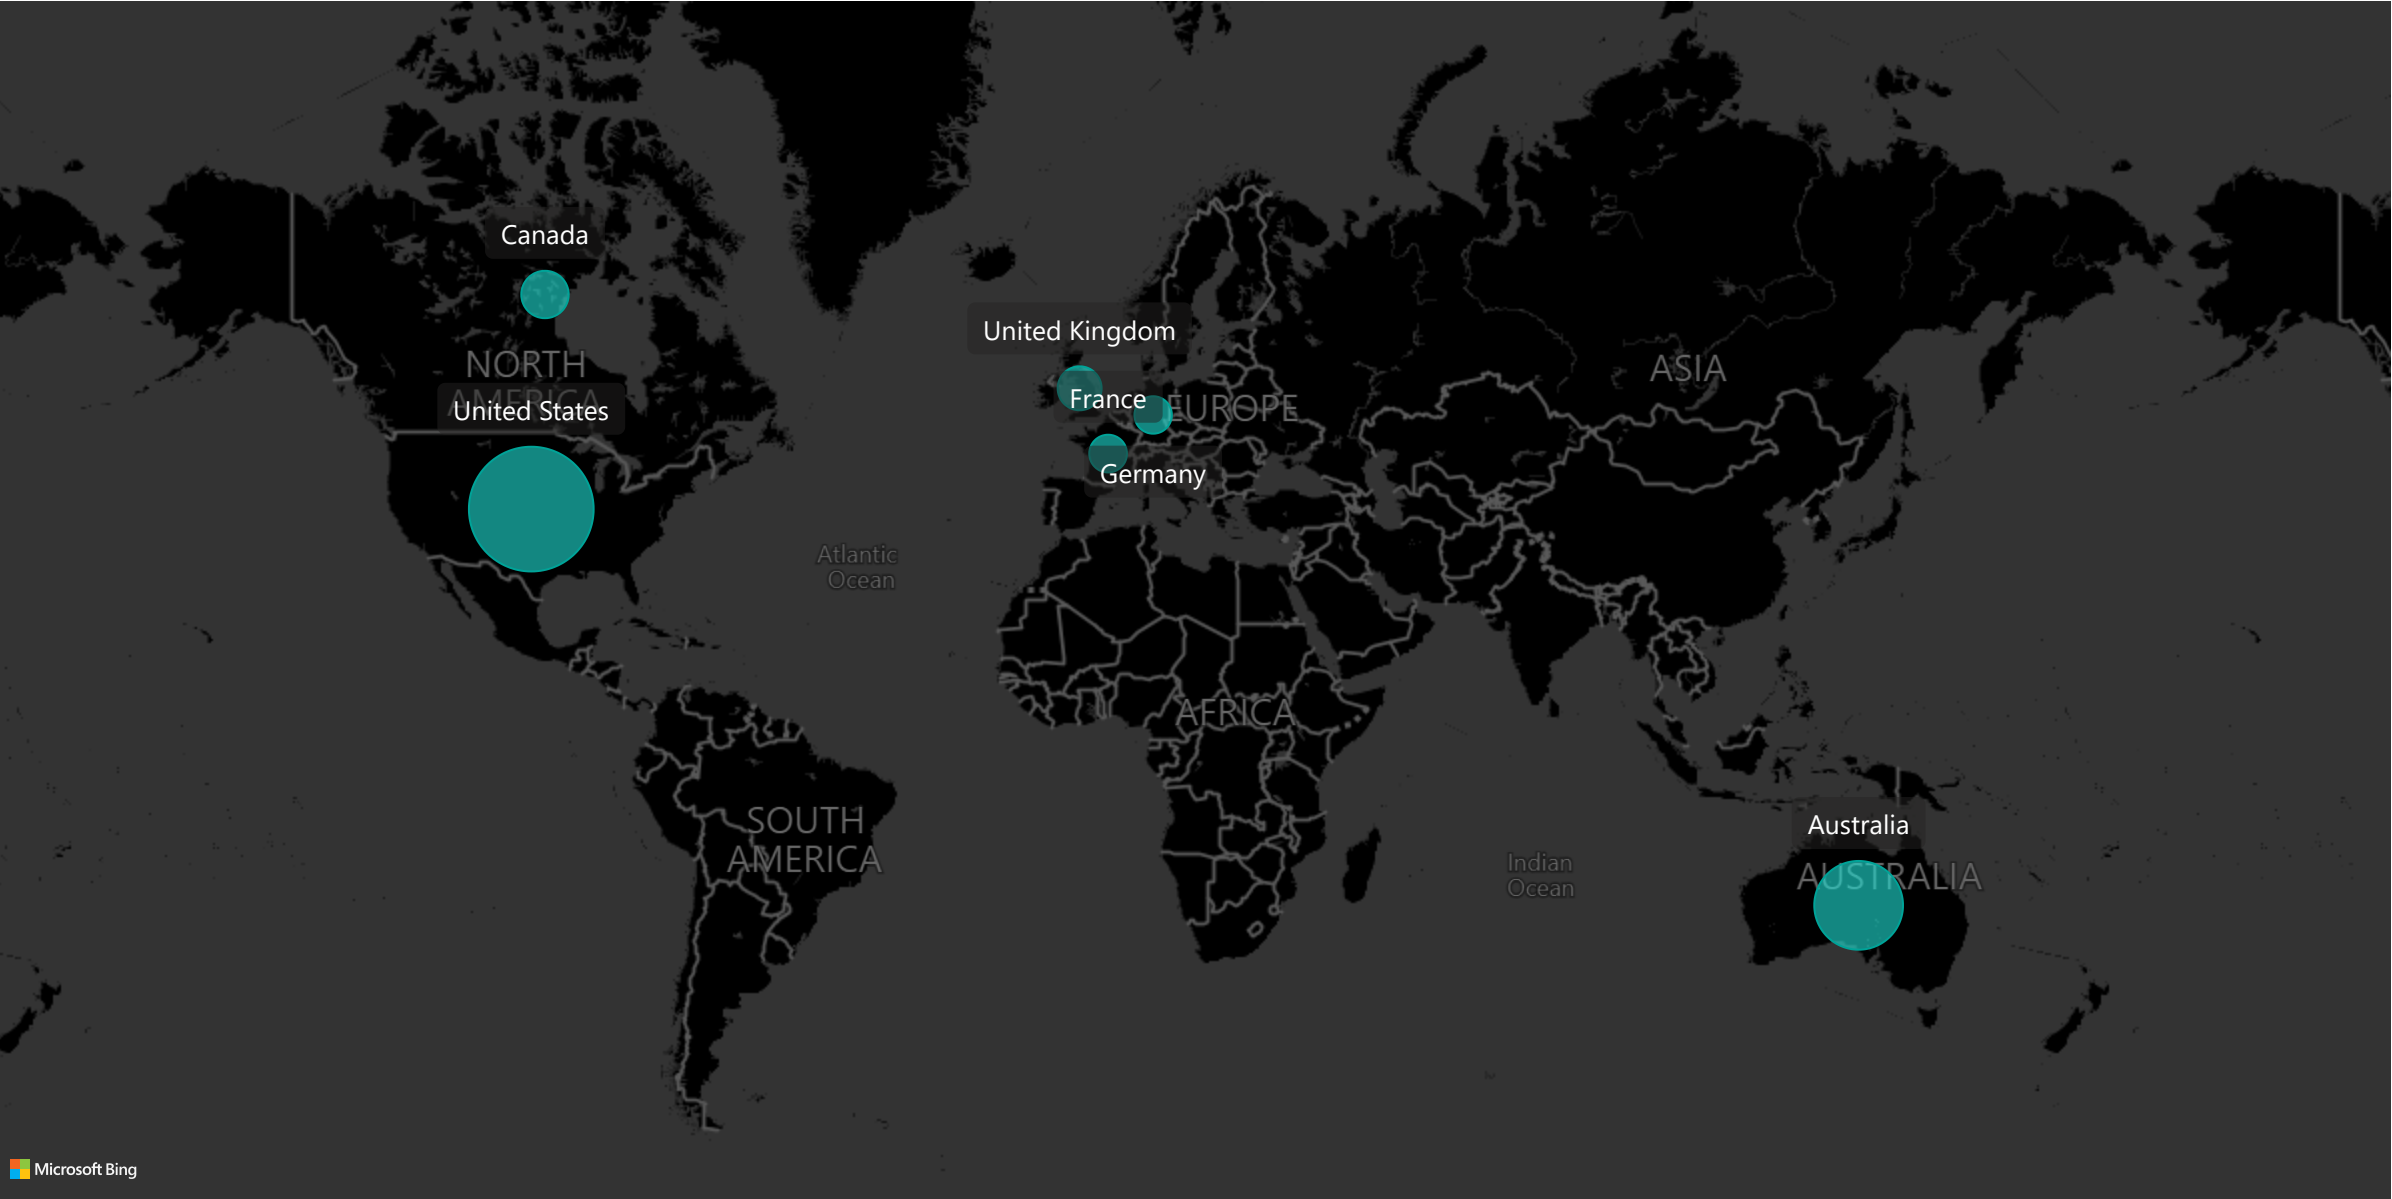 Canada
United Kingdom
NORTH
AMERICA
United States
ASIA
France
EUROPE
Germany
Atlantic
Ocean
AFRICA
SOUTH
AMERICA
Australia
Indian
Ocean
AUSTRALIA
Microsoft Bing